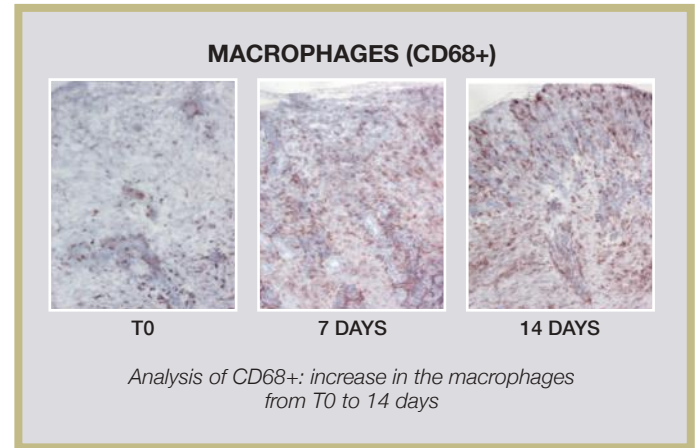 MACROPHAGES (CD68+)
T0
7 DAYS
14 DAYS
Analysis of CD68+: increase in the macrophages
from T0 to 14 days